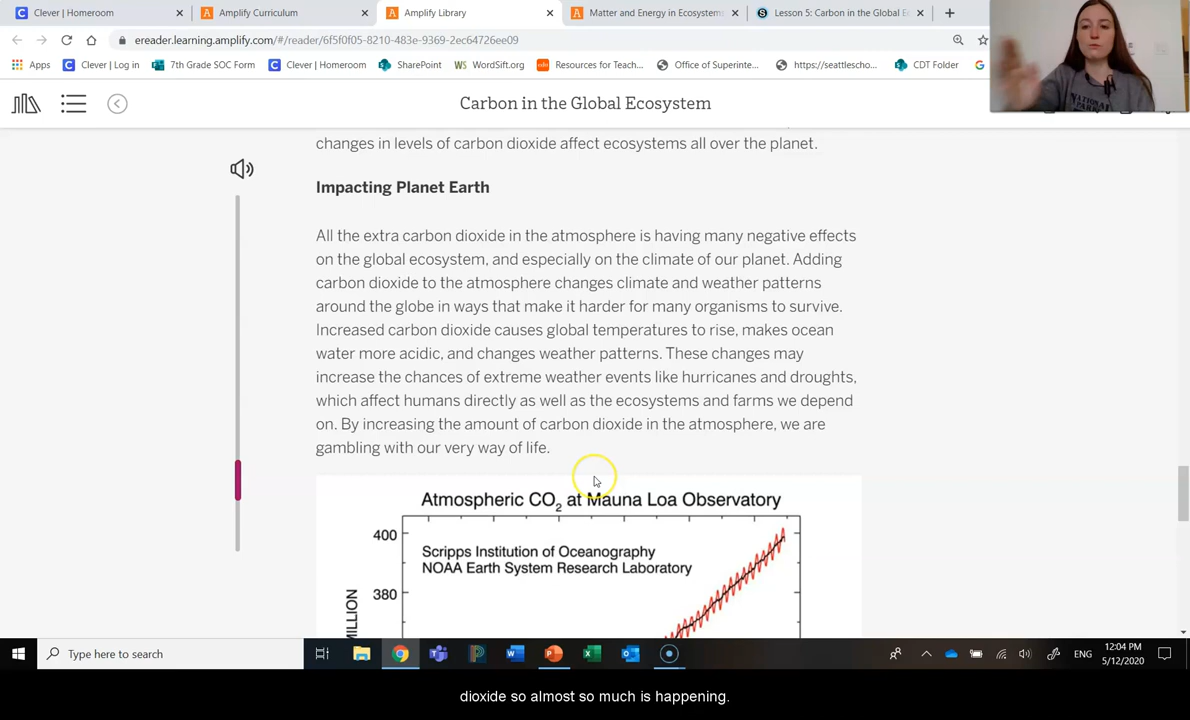 Clever | Homeroom
Amplify Curriculum
Amplify Library
Matter and Energy in Ecosystem
Lesson 5: Carbon in the Global E
ereader.learning.amplify.com/#/reader/6f5f0f05-8210-483e-9369-2ec64726ee09
Apps
Clever | Log in
7th Grade SOC Form
Clever | Homeroom
SharePoint
WordSift.org
Resources for Teac...
Office of Superinte...
https://seattlescho...
CDT Folder
Carbon in the Global Ecosystem
changes in levels of carbon dioxide affect ecosystems all over the planet.
Impacting Planet Earth
All the extra carbon dioxide in the atmosphere is having many negative effects
on the global ecosystem, and especially on the climate of our planet. Adding
carbon dioxide to the atmosphere changes climate and weather patterns
around the globe in ways that make it harder for many organisms to survive.
Increased carbon dioxide causes global temperatures to rise, makes ocean
water more acidic, and changes weather patterns. These changes may
increase the chances of extreme weather events like hurricanes and droughts,
which affect humans directly as well as the ecosystems and farms we depend
on. By increasing the amount of carbon dioxide in the atmosphere, we are
gambling with our very way of life.
Atmospheric CO2 at Mauna Loa Observatory
400
Scripps Institution of Oceanography
NOAA Earth System Research Laboratory
380
MILLION
Type here to search
ENG
12:04 PM
5/12/2020
dioxide so almost so much is happening.